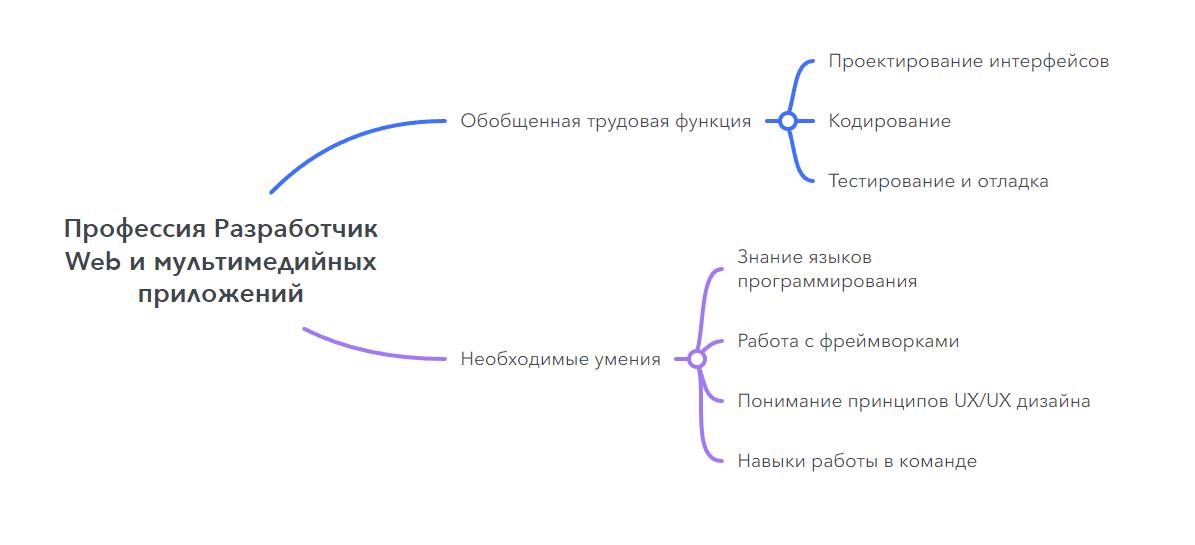 Профессия Разработчик
Web и мультимедийных
приложений
Обобщенная трудовая функция
Проектирование интерфейсов
Кодирование
Тестирование и отладка
Необходимые умения
Знание языков
программирования
Работа с фреймворками
Понимание принципов UX/UX дизайна
Навыки работы в команде